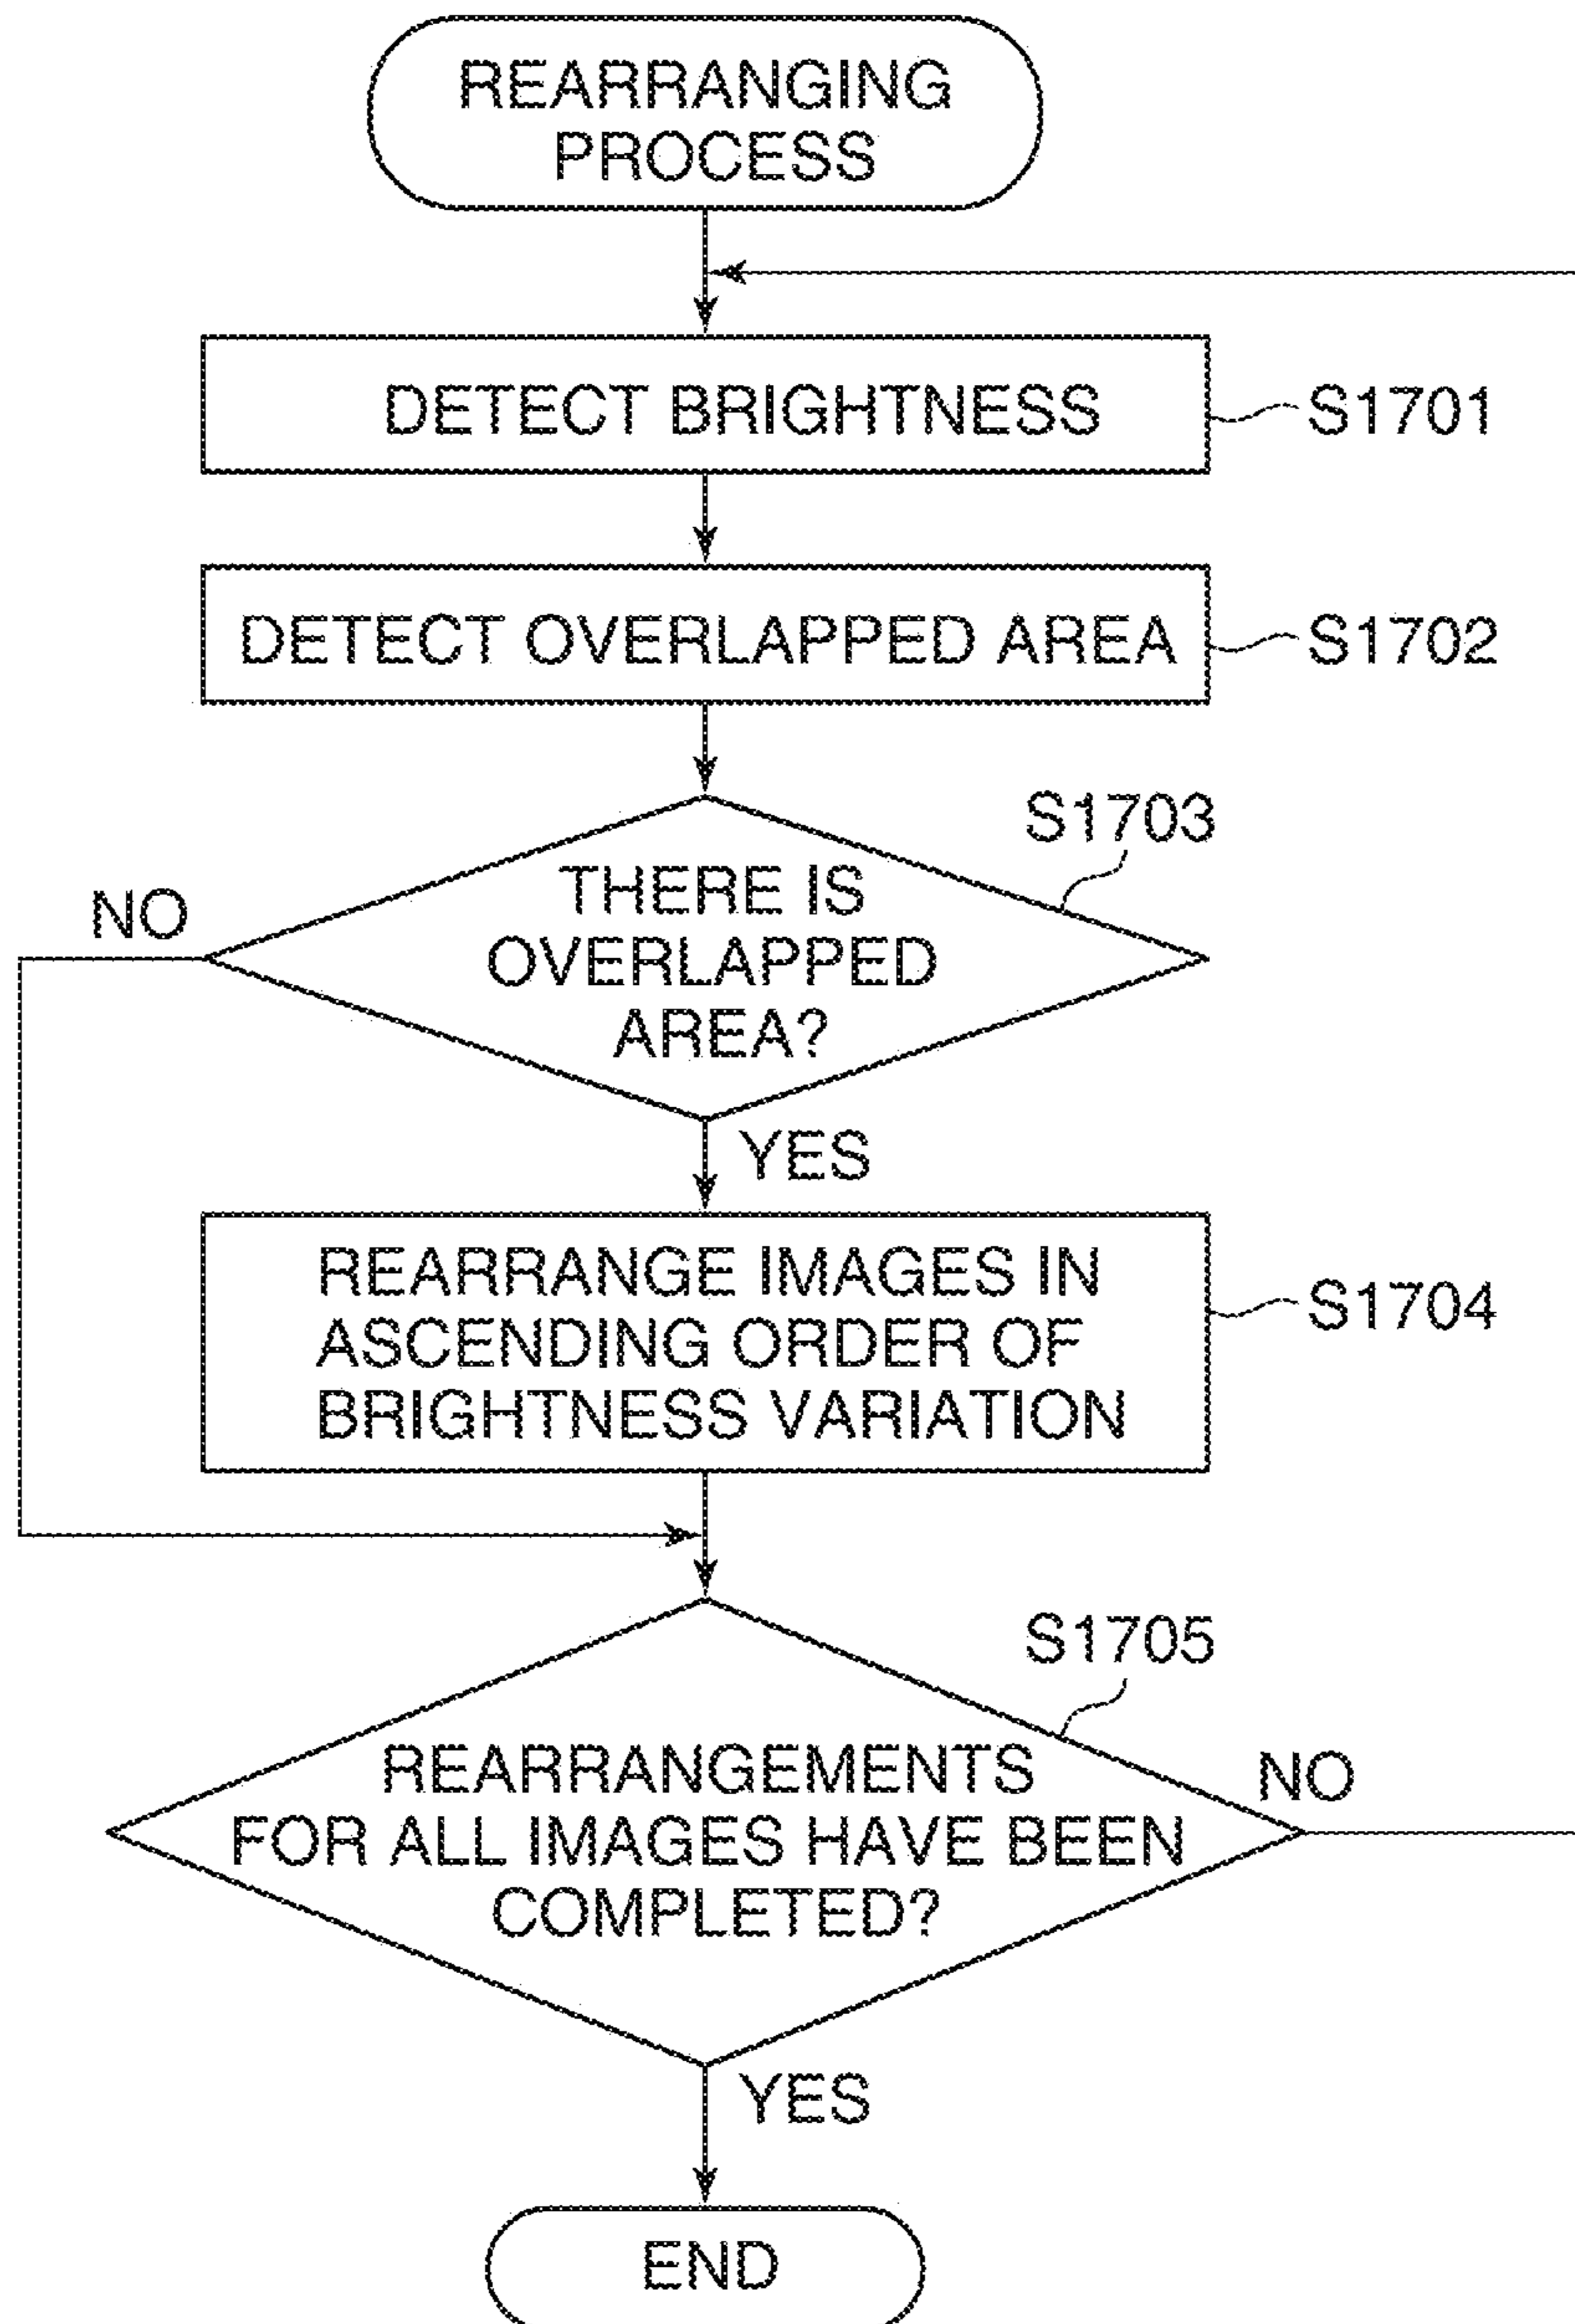 REARRANGING
PROCESS
DETECT BRIGHTNESS
S1701
DETECT OVERLAPPED AREA
S1702
S1703
THERE IS
OVERLAPPED
AREA?
NO
YES
REARRANGE IMAGES IN
ASCENDING ORDER OF
BRIGHTNESS VARIATION
S1704
S1705
REARRANGEMENTS
FOR ALL IMAGES HAVE BEEN
COMPLETED?
NO
YES
END